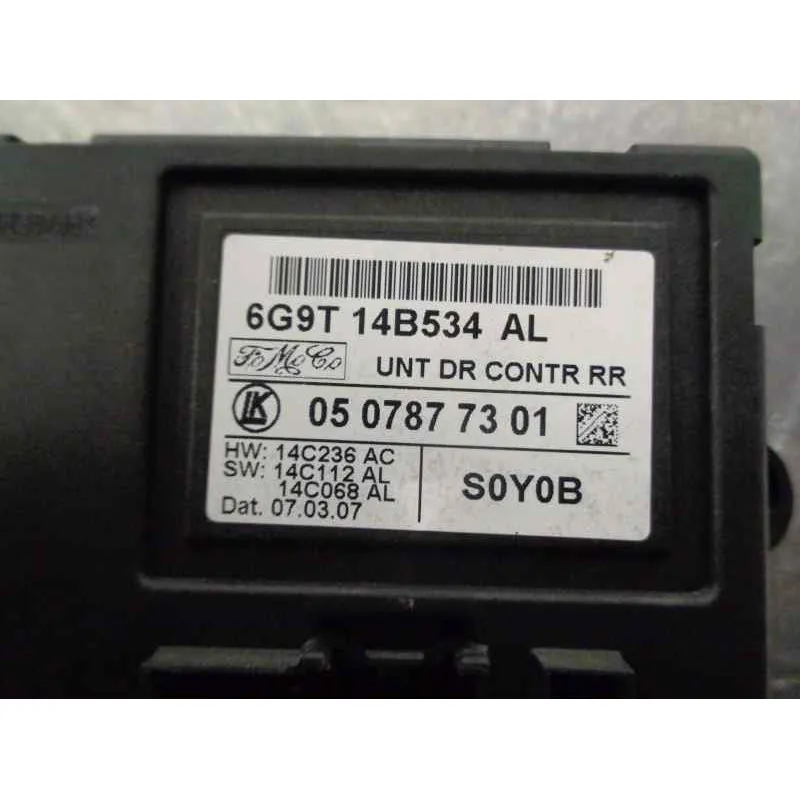 6G9T 14B534 AL
FoMoCo UNT DR CONTR RR
LK 05 0787 73 01
HW: 14C236 AC
SW: 14C112 AL
14C068 AL
Dat. 07.03.07
S0Y0B